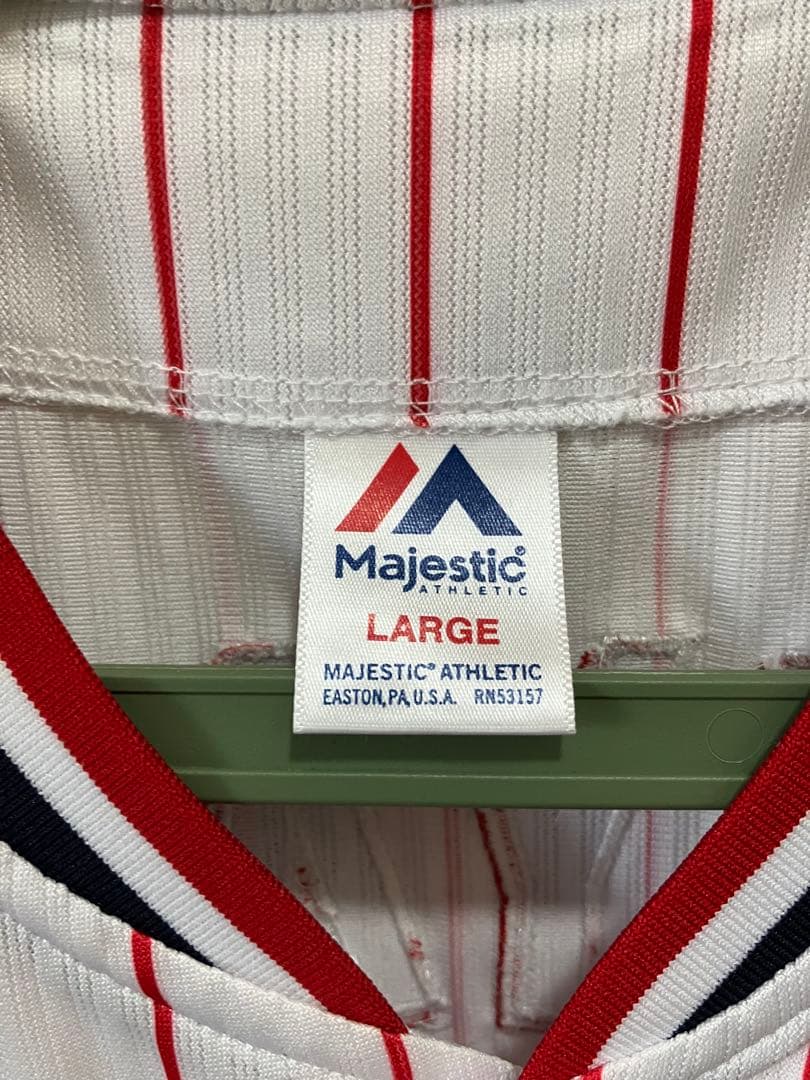 Majestic®
ATHLETIC
LARGE
MAJESTIC® ATHLETIC
EASTON, PA, U.S.A. RN53157